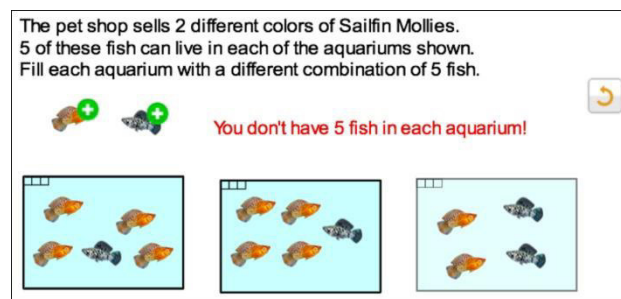 The pet shop sells 2 different colors of Sailfin Mollies.
5 of these fish can live in each of the aquariums shown.
Fill each aquarium with a different combination of 5 fish.
You don't have 5 fish in each aquarium!